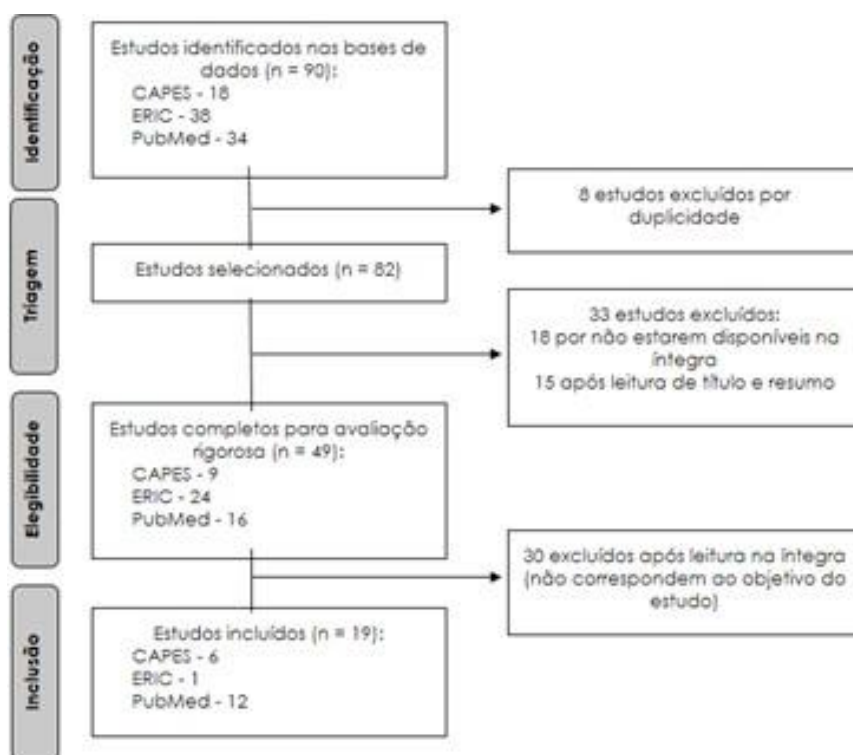 Identificação
Estudos identificados nas bases de
dados (n = 90):
CAPES - 18
ERIC - 38
PubMed - 34
8 estudos excluídos por
duplicidade
Triagem
Estudos selecionados (n = 82)
33 estudos excluídos:
18 por não estarem disponíveis na
íntegra
15 após leitura de título e resumo
Elegibilidade
Estudos completos para avaliação
rigorosa (n = 49):
CAPES - 9
ERIC - 24
PubMed - 16
30 excluídos após leitura na íntegra
(não correspondem ao objetivo do
estudo)
Inclusão
Estudos incluídos (n = 19):
CAPES - 6
ERIC - 1
PubMed - 12